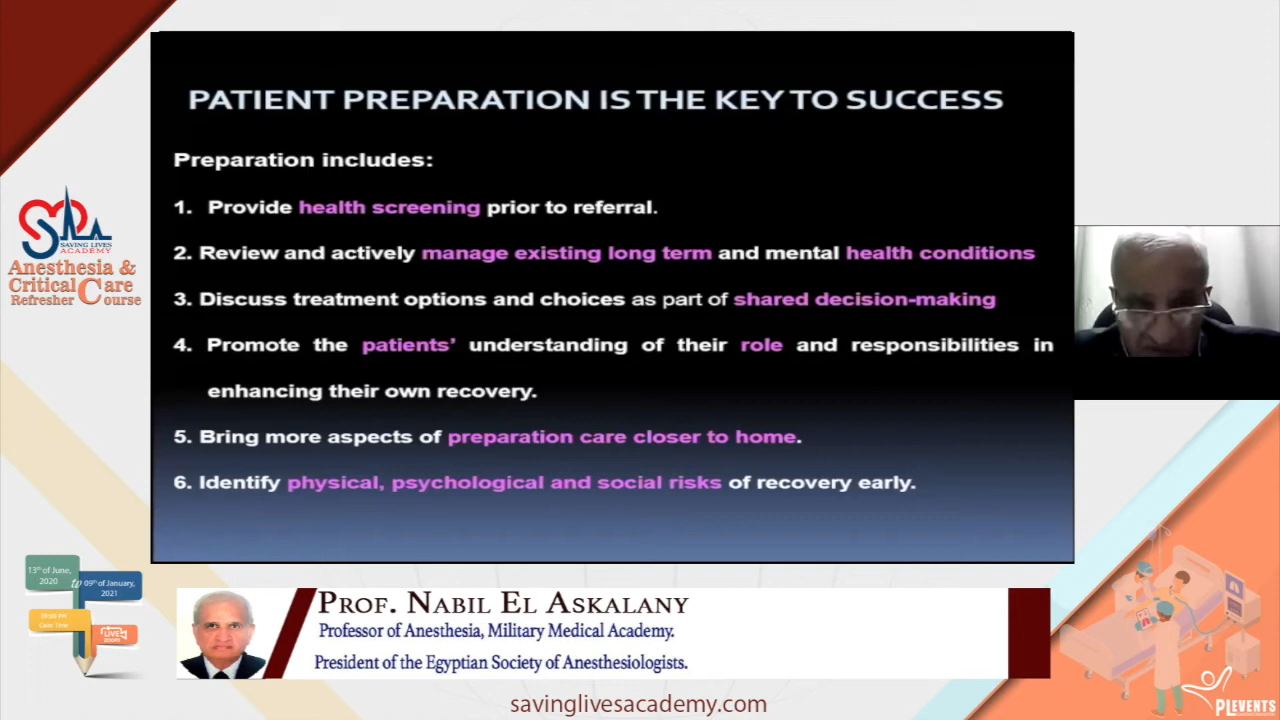 PATIENT PREPARATION IS THE KEY TO SUCCESS
Preparation includes:
1. Provide health screening prior to referral.
2. Review and actively manage existing long term and mental health conditions
3. Discuss treatment options and choices as part of shared decision-making
4. Promote the patients’ understanding of their role and responsibilities in
enhancing their own recovery.
5. Bring more aspects of preparation care closer to home.
6. Identify physical, psychological and social risks of recovery early.
SAVING LIVES
ACADEMY
Anesthesia &
Critical Care
Refresher Course
13th of June,
2020
to 09th of January,
2021
Cairo Time
LIVE
zoom
PROF. NABIL EL ASKALANY
Professor of Anesthesia, Military Medical Academy.
President of the Egyptian Society of Anesthesiologists.
savinglivesacademy.com
PLEVENTS